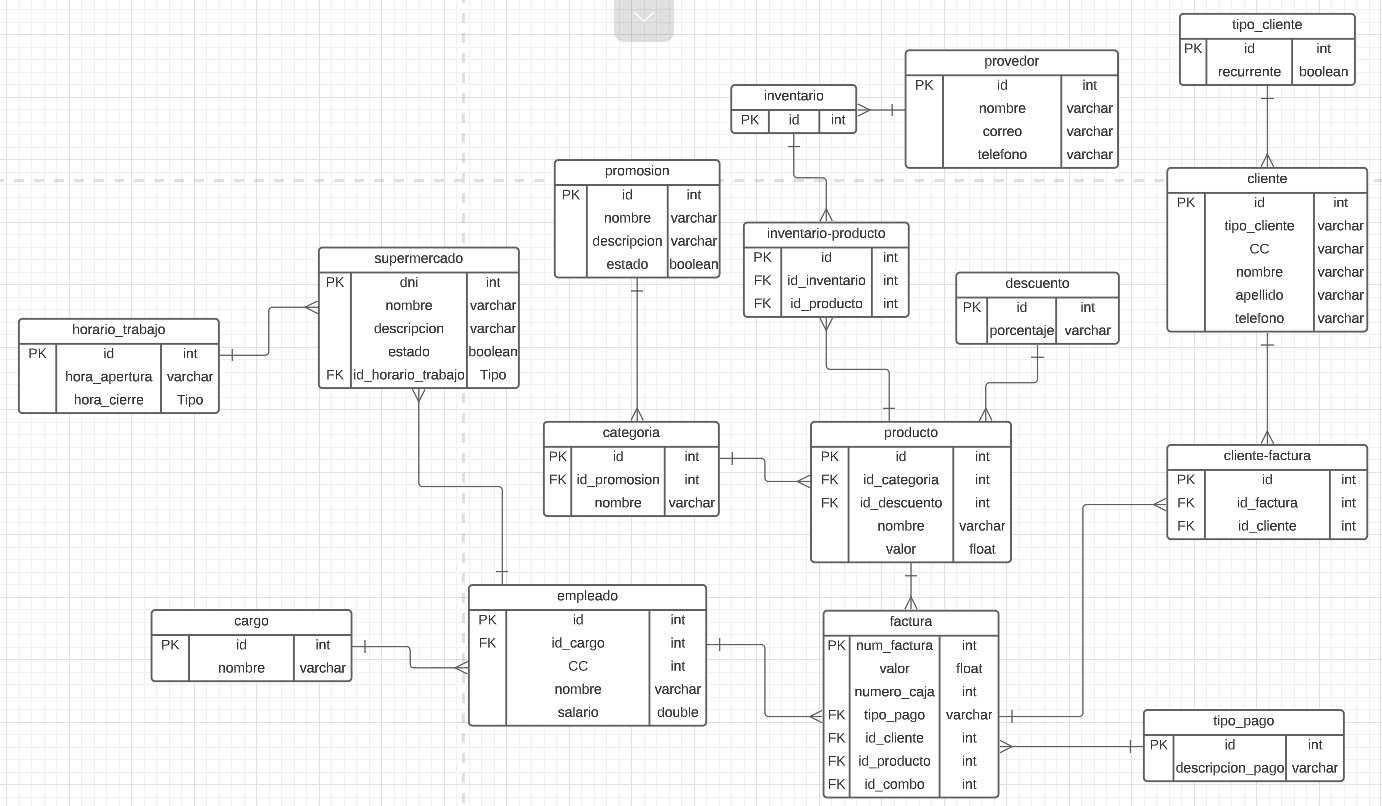 tipo_cliente
PK id int
recurrente boolean
provedor
PK id int
nombre varchar
correo varchar
telefono varchar
inventario
PK id int
promosion
PK id int
nombre varchar
descripcion varchar
estado boolean
cliente
PK id int
tipo_cliente varchar
CC varchar
nombre varchar
apellido varchar
telefono varchar
inventario-producto
PK id int
FK id_inventario int
FK id_producto int
supermercado
PK dni int
nombre varchar
descripcion varchar
estado boolean
FK id_horario_trabajo Tipo
descuento
PK id int
porcentaje varchar
horario_trabajo
PK id int
hora_apertura varchar
hora_cierre Tipo
categoria
PK id int
FK id_promosion int
nombre varchar
producto
PK id int
FK id_categoria int
FK id_descuento int
nombre varchar
valor float
cliente-factura
PK id int
FK id_factura int
FK id_cliente int
empleado
PK id int
FK id_cargo int
CC int
nombre varchar
salario double
cargo
PK id int
nombre varchar
factura
PK num_factura int
valor float
numero_caja int
FK tipo_pago varchar
FK id_cliente int
FK id_producto int
FK id_combo int
tipo_pago
PK id int
descripcion_pago varchar